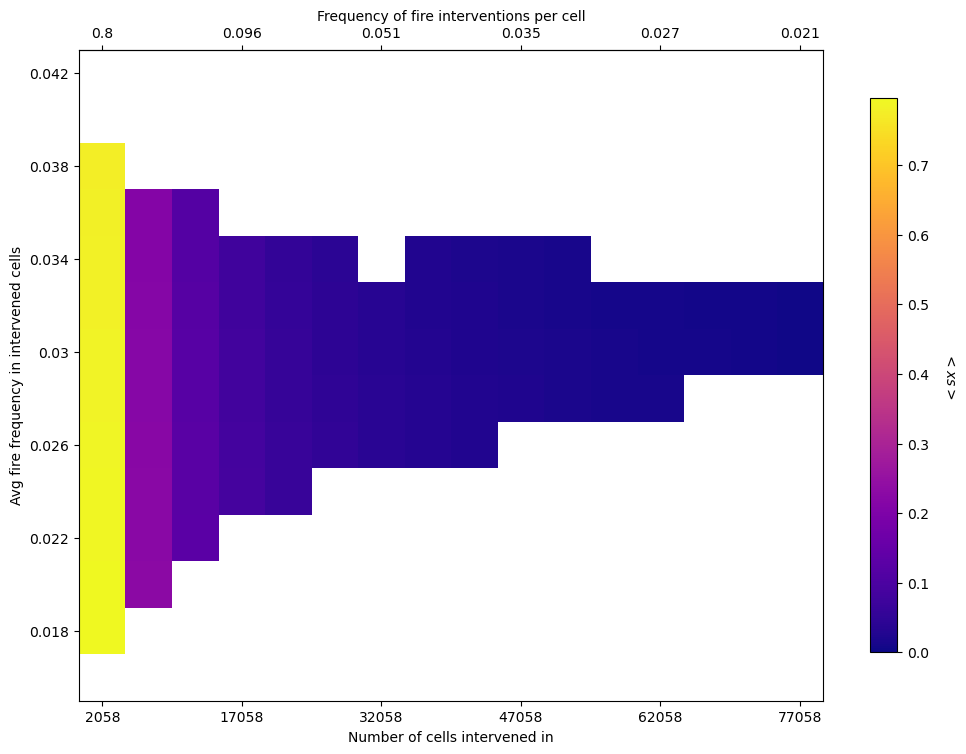 Frequency of fire interventions per cell
0.8 0.096 0.051 0.035 0.027 0.021
0.042
0.038
0.034
0.03
0.026
0.022
0.018
Avg fire frequency in intervened cells
2058 17058 32058 47058 62058 77058
Number of cells intervened in
0.7
0.6
0.5
0.4
0.3
0.2
0.1
0.0
< sx >